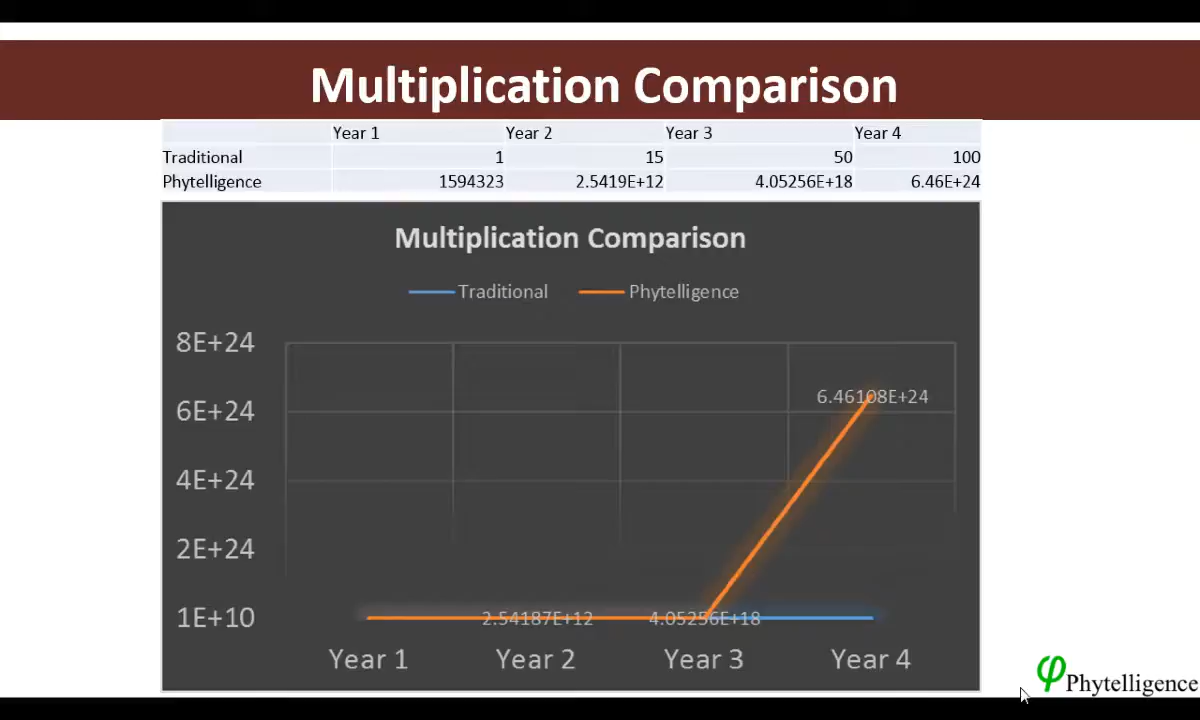 Multiplication Comparison
Year 1 Year 2 Year 3 Year 4
Traditional 1 15 50 100
Phytelligence 1594323 2.5419E+12 4.05256E+18 6.46E+24
Multiplication Comparison
Traditional Phytelligence
8E+24
6.46108E+24
6E+24
4E+24
2E+24
1E+10 2.54187E+12 4.05256E+18
Year 1 Year 2 Year 3 Year 4
Phytelligence